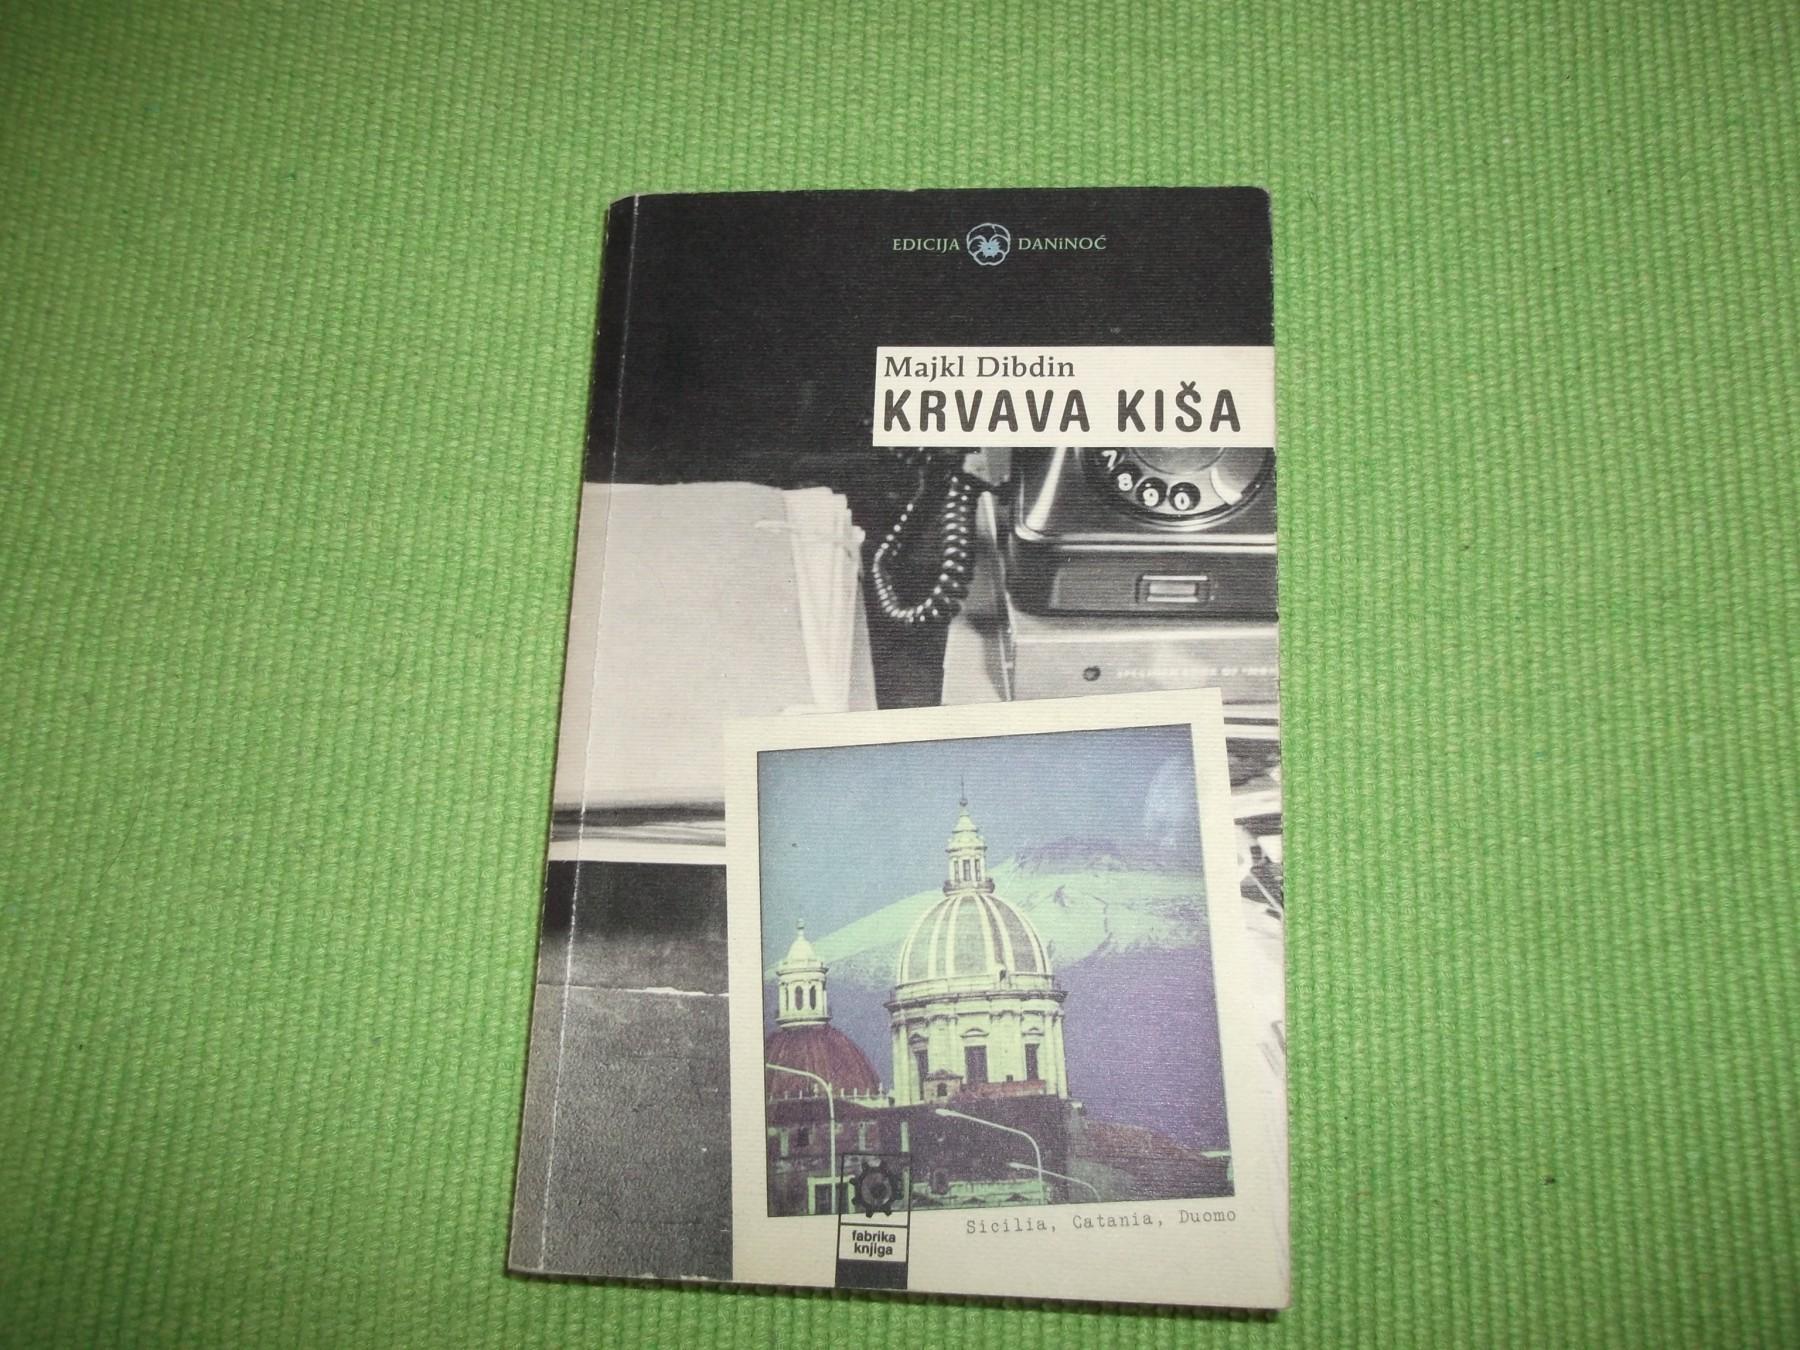 EDICIJA DANiNOĆ
Majkl Dibdin
KRVAVA KIŠA
7 8 9 0
Sicilia, Catania, Duomo
fabrika
knjiga